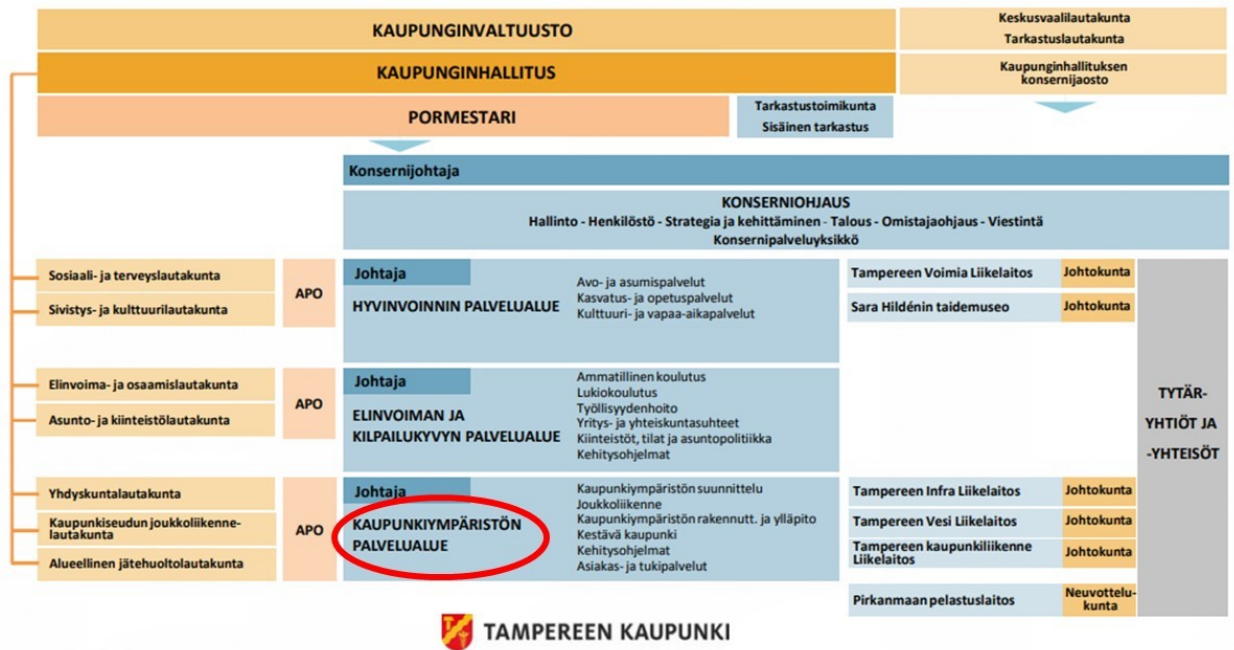 KAUPUNGINVALTUUSTO
Keskusvaalilautakunta
Tarkastuslautakunta
KAUPUNGINHALLITUS
Kaupunginhallituksen
konsernijaosto
PORMESTARI
Tarkastustoimikunta
Sisäinen tarkastus
Konsernijohtaja
KONSERNIOHJAUS
Hallinto - Henkilöstö - Strategia ja kehittäminen - Talous - Omistajaohjaus - Viestintä
Konsernipalveluyksikkö
Sosiaali- ja terveyslautakunta
Sivistys- ja kulttuurilautakunta
APO
Johtaja
HYVINVOINNIN PALVELUALUE
Avo- ja asumispalvelut
Kasvatus- ja opetuspalvelut
Kulttuuri- ja vapaa-aikapalvelut
Tampereen Voimia Liikelaitos
Johtokunta
Sara Hildénin taidemuseo
Johtokunta
Elinvoima- ja osaamislautakunta
Asunto- ja kiinteistölautakunta
APO
Johtaja
ELINVOIMAN JA
KILPAILUKYVYN PALVELUALUE
Ammatillinen koulutus
Lukiokoulutus
Työllisyydenhoito
Yritys- ja yhteiskuntasuhteet
Kiinteistöt, tilat ja asuntopolitiikka
Kehitysohjelmat
TYTÄR-
YHTIÖT JA
-YHTEISÖT
Yhdyskuntalautakunta
Kaupunkiseudun joukkoliikenne-
lautakunta
Alueellinen jätehuoltolautakunta
APO
Johtaja
KAUPUNKIYMPÄRISTÖN
PALVELUALUE
Kaupunkiympäristön suunnittelu
Joukkoliikenne
Kaupunkiympäristön rakennutt. ja ylläpito
Kestävä kaupunki
Kehitysohjelmat
Asiakas- ja tukipalvelut
Tampereen Infra Liikelaitos
Johtokunta
Tampereen Vesi Liikelaitos
Johtokunta
Tampereen kaupunkiliikenne
Liikelaitos
Johtokunta
Pirkanmaan pelastuslaitos
Neuvottelu-
kunta
TAMPEREEN KAUPUNKI